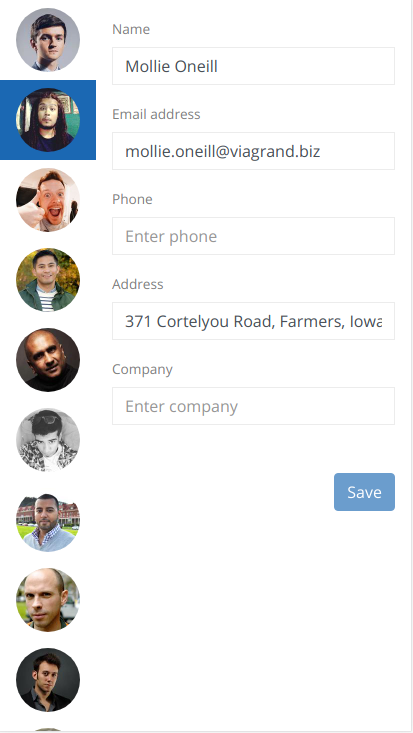 Name
Mollie Oneill
Email address
mollie.oneill@viagrand.biz
Phone
Enter phone
Address
371 Cortelyou Road, Farmers, Iowa
Company
Enter company
Save